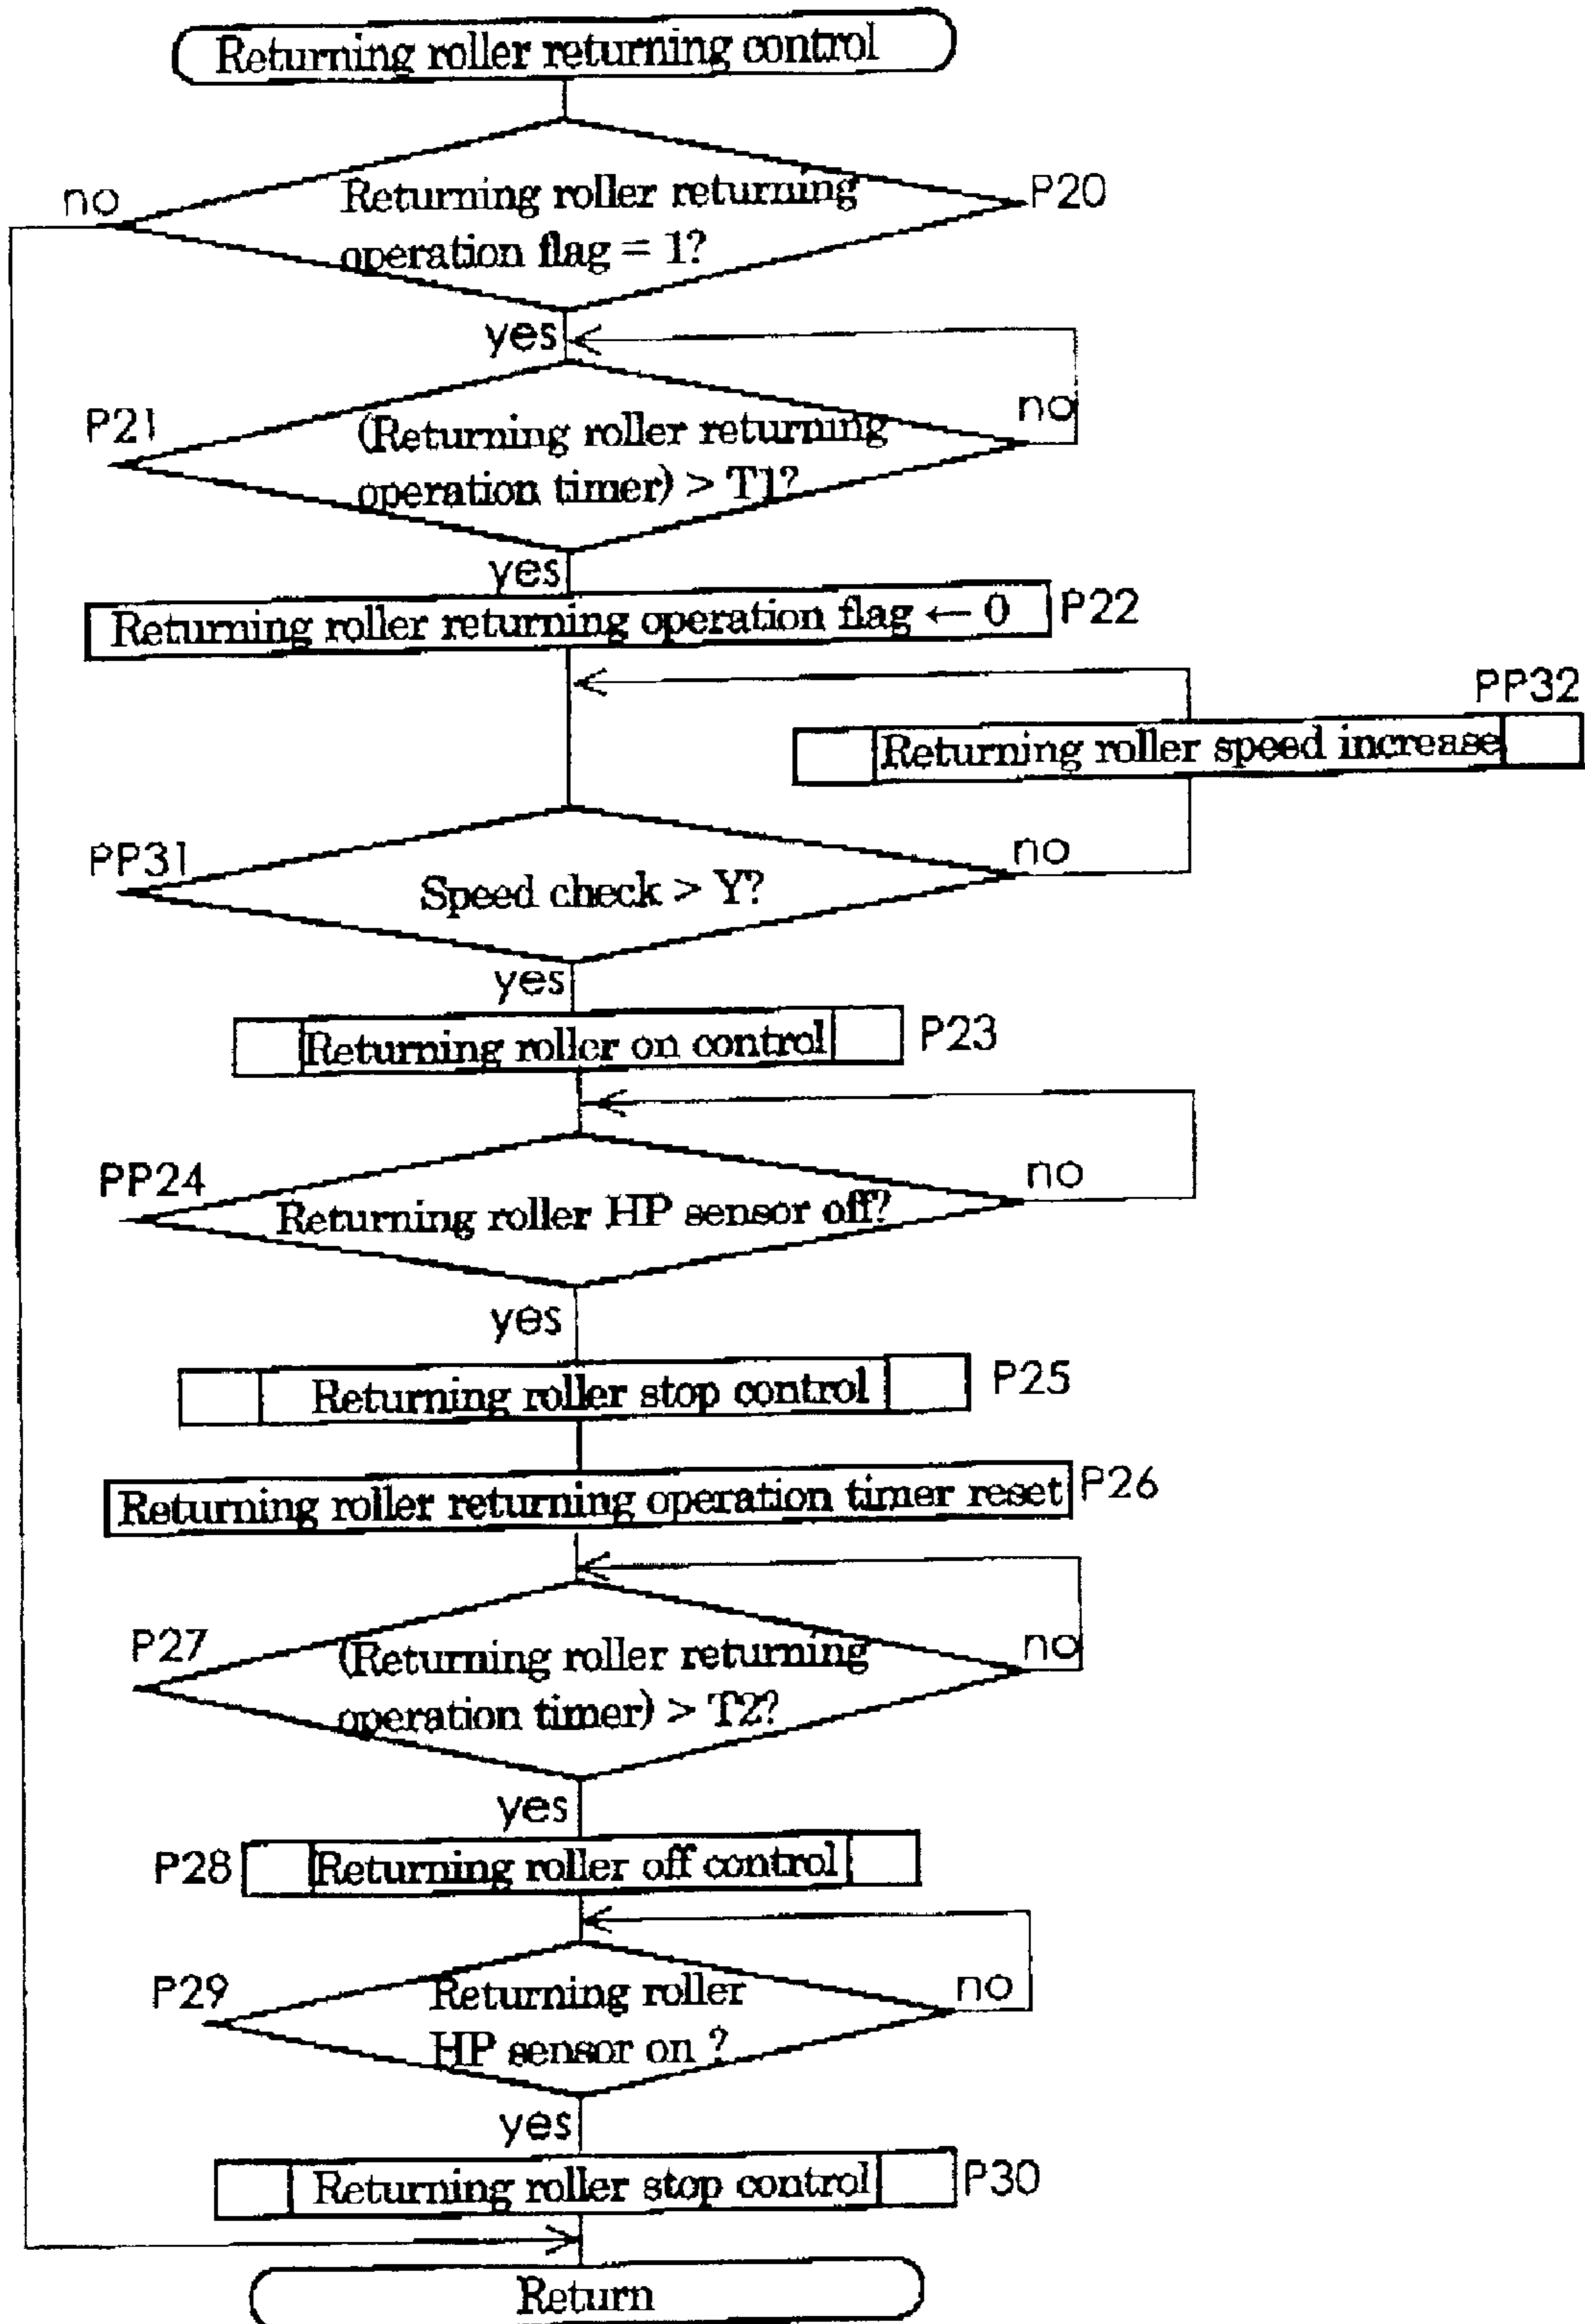 Returning roller returning control
no
Returning roller returning
operation flag = 1?
P20
yes
P21
(Returning roller returning
operation timer) > T1?
no
yes
Returning roller returning operation flag ← 0
P22
PP32
Returning roller speed increase
PP31
Speed check > Y?
no
yes
Returning roller on control
P23
PP24
Returning roller HP sensor off?
no
yes
Returning roller stop control
P25
Returning roller returning operation timer reset
P26
P27
(Returning roller returning
operation timer) > T2?
no
yes
P28
Returning roller off control
P29
Returning roller
HP sensor on ?
no
yes
Returning roller stop control
P30
Return